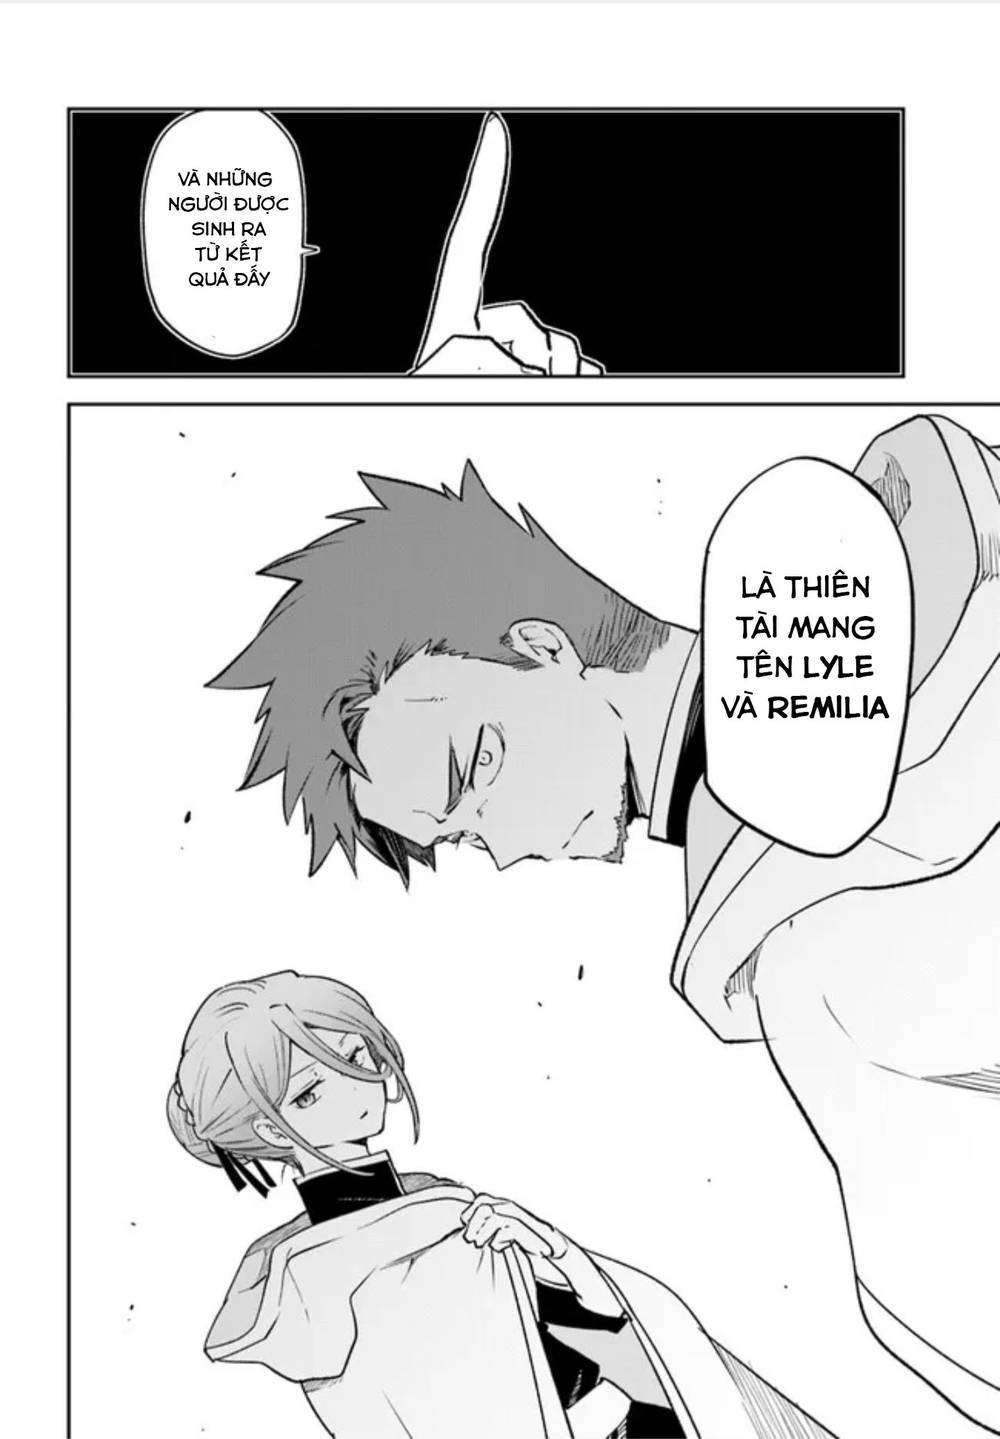 VÀ NHỮNG
NGƯỜI ĐƯỢC
SINH RA
TỪ KẾT
QUẢ ĐẤY
LÀ THIÊN
TÀI MANG
TÊN LYLE
VÀ REMILIA